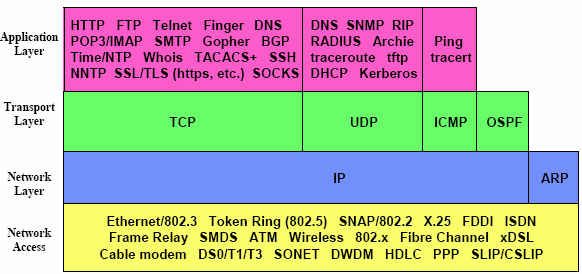 Application
Layer
HTTP FTP Telnet Finger DNS
POP3/IMAP SMTP Gopher BGP
Time/NTP Whois TACACS+ SSH
NNTP SSL/TLS (https, etc.) SOCKS
DNS SNMP RIP
RADIUS Archie
traceroute tftp
DHCP Kerberos
Ping
tracert
Transport
Layer
TCP
UDP
ICMP
OSPF
Network
Layer
IP
ARP
Network
Access
Ethernet/802.3 Token Ring (802.5) SNAP/802.2 X.25 FDDI ISDN
Frame Relay SMDS ATM Wireless 802.x Fibre Channel xDSL
Cable modem DS0/T1/T3 SONET DWDM HDLC PPP SLIP/CSLIP